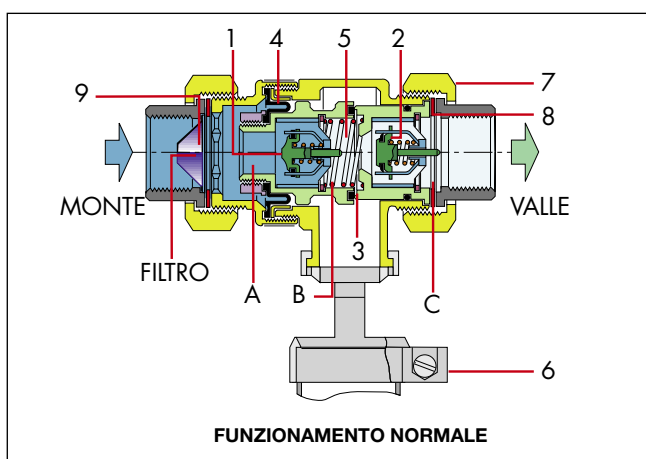 1 4 5 2
9 7
8
MONTE VALLE
FILTRO A B 3 C
6
FUNZIONAMENTO NORMALE